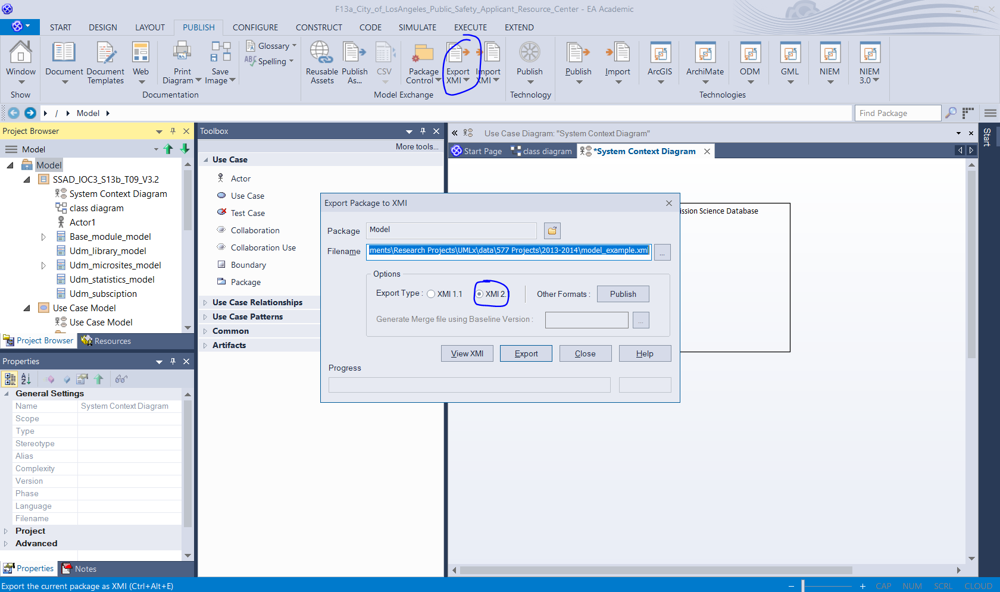 F13a_City_of_LosAngeles_Public_Safety_Applicant_Resource_Center - EA Academic
START DESIGN LAYOUT PUBLISH CONFIGURE CONSTRUCT CODE SIMULATE EXECUTE EXTEND
Window
Show
Document
Document Templates
Web
Print Diagram
Save Image
Glossary
ABC Spelling
Documentation
Reusable Assets
Publish As...
CSV
Package Control
Export XMI
Import XMI
Model Exchange
Publish
Technology
Publish
Import
ArcGIS
ArchiMate
ODM
GML
NIEM
NIEM 3.0
Technologies
/ Model
Find Package
Project Browser
Model
Model
SSAD_IOC3_S13b_T09_V3.2
System Context Diagram
class diagram
Actor1
Base_module_model
Udm_library_model
Udm_microsites_model
Udm_statistics_model
Udm_subsciption
Use Case Model
Use Case Model
Project Browser Resources
Properties
General Settings
Name System Context Diagram
Scope
Type
Stereotype
Alias
Complexity
Version
Phase
Language
Filename
Project
Advanced
Properties Notes
Toolbox
More tools...
Use Case
Actor
Use Case
Test Case
Collaboration
Collaboration Use
Boundary
Package
Use Case Relationships
Use Case Patterns
Common
Artifacts
« Use Case Diagram: "System Context Diagram"
Start Page class diagram *System Context Diagram
Start
ission Science Database
Export Package to XMI
Package Model
Filename ments\Research Projects\UMLx\data\577 Projects\2013-2014\model_example.xml
...
Options
Export Type : XMI 1.1 XMI 2. Other Formats : Publish
Generate Merge file using Baseline Version : ...
View XMI Export Close Help
Progress
Export the current package as XMI (Ctrl+Alt+E)
− + CAP NUM SCRL CLOUD